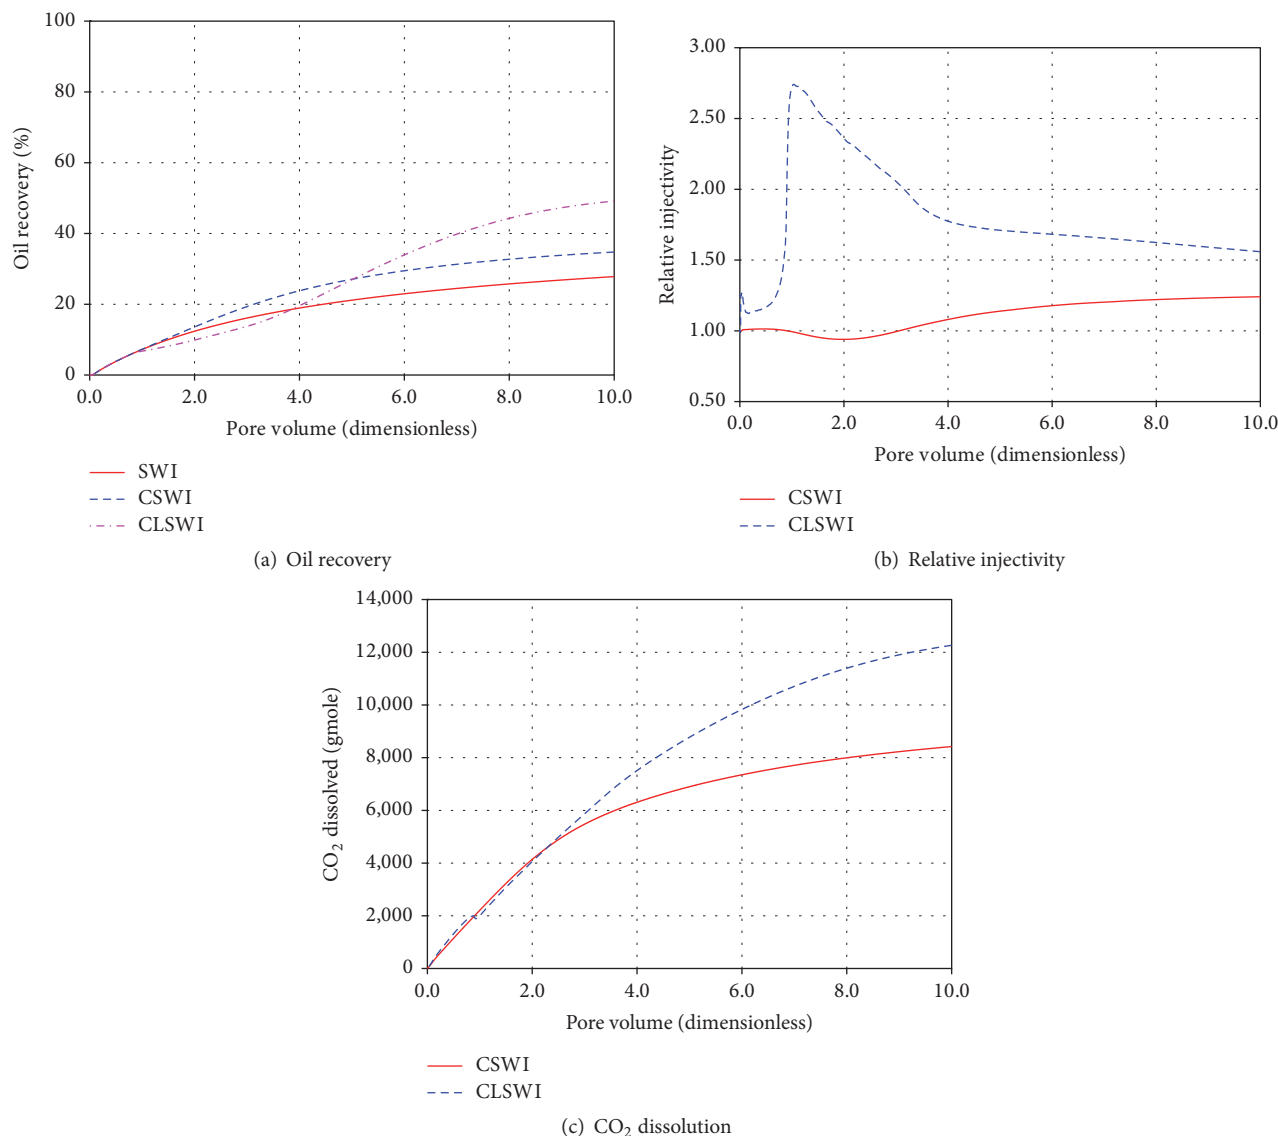 100
80
60
40
20
0
Oil recovery (%)
0.0 2.0 4.0 6.0 8.0 10.0
Pore volume (dimensionless)
SWI
CSWI
CLSWI
(a) Oil recovery
3.00
2.50
2.00
1.50
1.00
0.50
Relative injectivity
0.0 2.0 4.0 6.0 8.0 10.0
Pore volume (dimensionless)
CSWI
CLSWI
(b) Relative injectivity
14,000
12,000
10,000
8,000
6,000
4,000
2,000
0
CO₂ dissolved (gmole)
0.0 2.0 4.0 6.0 8.0 10.0
Pore volume (dimensionless)
CSWI
CLSWI
(c) CO₂ dissolution